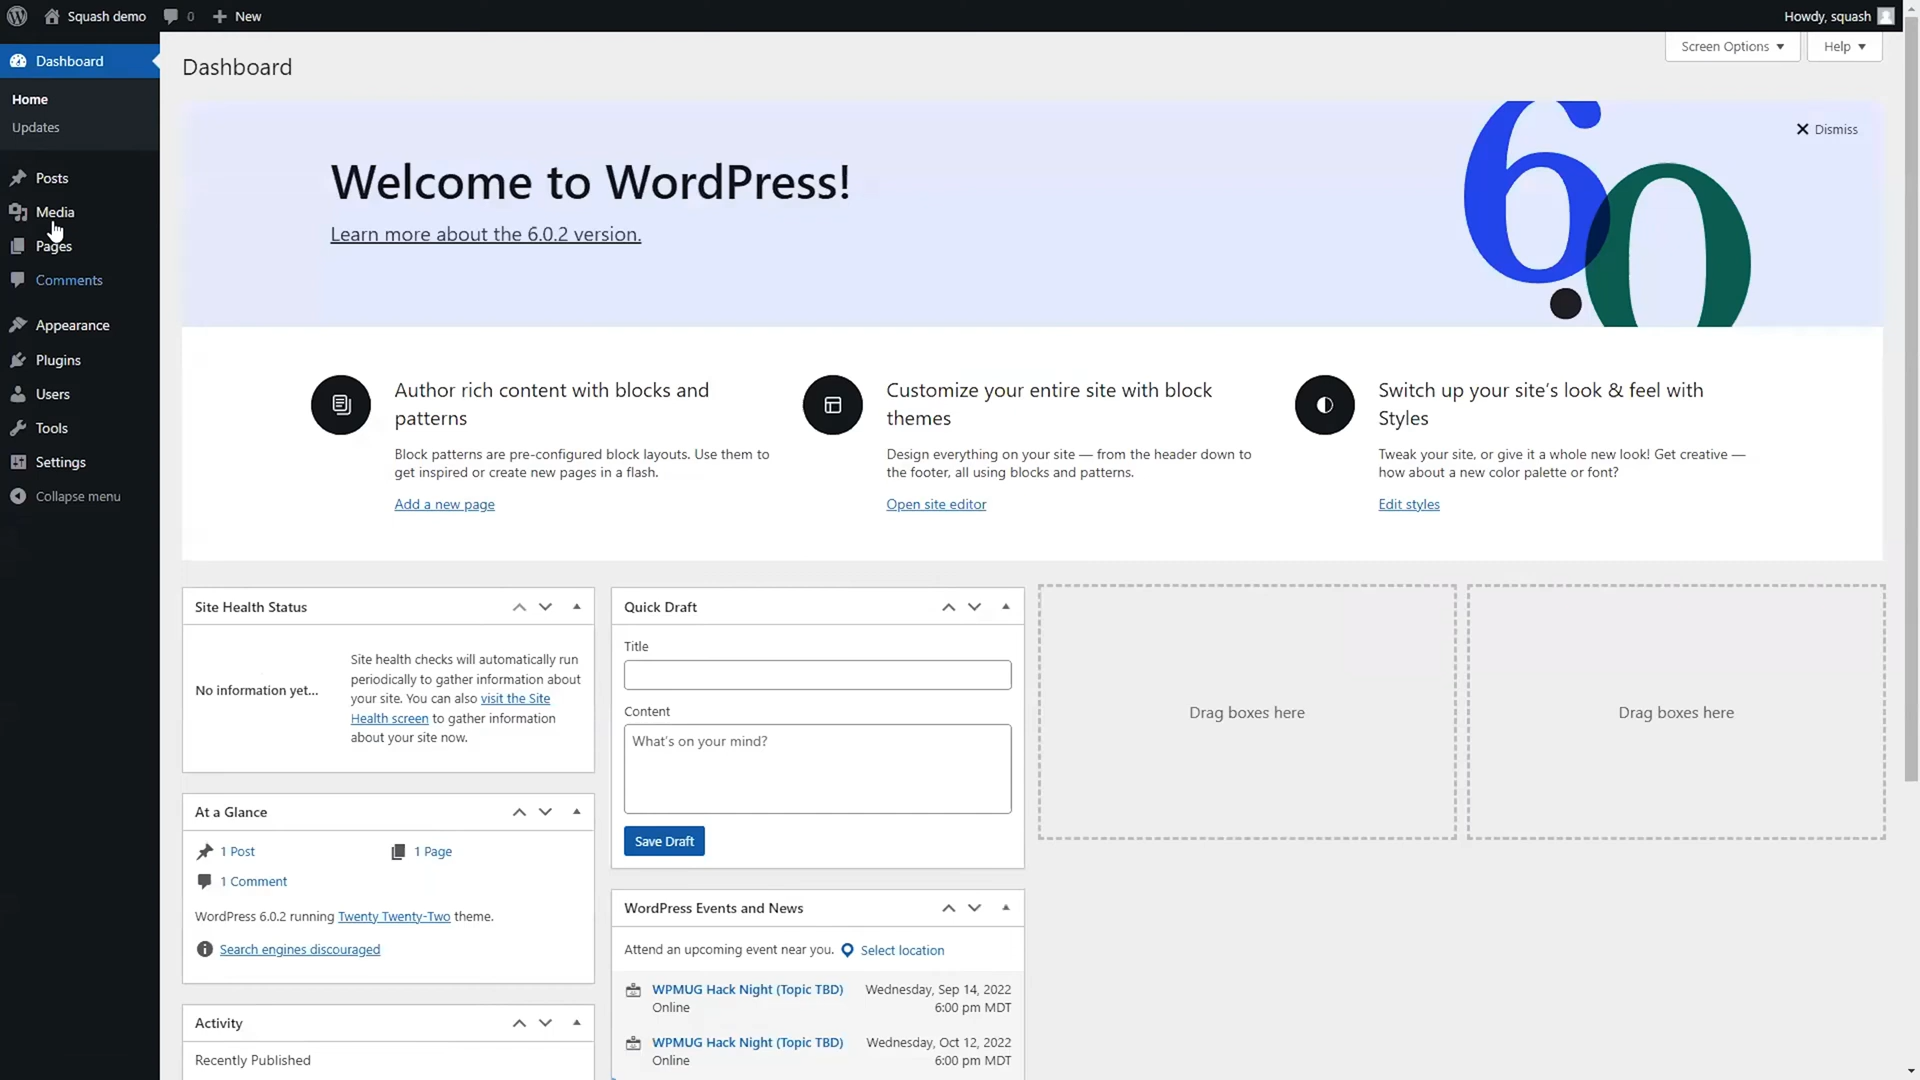 Squash demo
0
New
Howdy, squash
Dashboard
Home
Updates
Posts
Media
Pages
Comments
Appearance
Plugins
Users
Tools
Settings
Collapse menu
Screen Options
Help
Dashboard
Welcome to WordPress!
Learn more about the 6.0.2 version.
Dismiss
60
Author rich content with blocks and
patterns
Block patterns are pre-configured block layouts. Use them to
get inspired or create new pages in a flash.
Add a new page
Customize your entire site with block
themes
Design everything on your site — from the header down to
the footer, all using blocks and patterns.
Open site editor
Switch up your site's look & feel with
Styles
Tweak your site, or give it a whole new look! Get creative —
how about a new color palette or font?
Edit styles
Site Health Status
No information yet...
Site health checks will automatically run
periodically to gather information about
your site. You can also visit the Site
Health screen to gather information
about your site now.
At a Glance
1 Post
1 Page
1 Comment
WordPress 6.0.2 running Twenty Twenty-Two theme.
Search engines discouraged
Activity
Recently Published
Quick Draft
Title
Content
What's on your mind?
Save Draft
WordPress Events and News
Attend an upcoming event near you. Select location
WPMUG Hack Night (Topic TBD) Wednesday, Sep 14, 2022
Online 6:00 pm MDT
WPMUG Hack Night (Topic TBD) Wednesday, Oct 12, 2022
Online 6:00 pm MDT
Drag boxes here
Drag boxes here